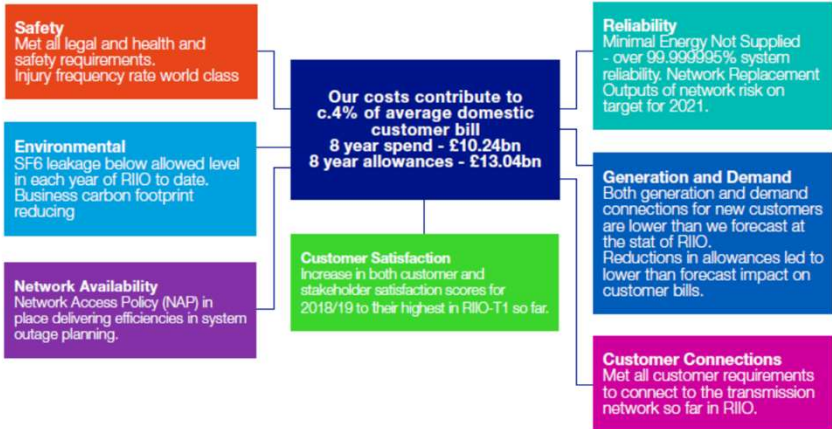 Safety
Met all legal and health and
safety requirements.
Injury frequency rate world class
Environmental
SF6 leakage below allowed level
in each year of RIIO to date.
Business carbon footprint
reducing
Network Availability
Network Access Policy (NAP) in
place delivering efficiencies in system
outage planning.
Our costs contribute to
c.4% of average domestic
customer bill
8 year spend - £10.24bn
8 year allowances - £13.04bn
Customer Satisfaction
Increase in both customer and
stakeholder satisfaction scores for
2018/19 to their highest in RIIO-T1 so far.
Reliability
Minimal Energy Not Supplied
- over 99.999995% system
reliability. Network Replacement
Outputs of network risk on
target for 2021.
Generation and Demand
Both generation and demand
connections for new customers
are lower than we forecast at
the stat of RIIO.
Reductions in allowances led to
lower than forecast impact on
customer bills.
Customer Connections
Met all customer requirements
to connect to the transmission
network so far in RIIO.